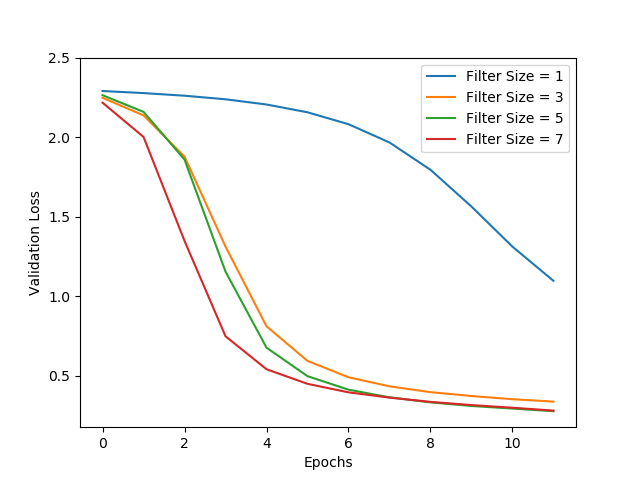 2.5
2.0
1.5
1.0
0.5
Validation Loss
Filter Size = 1
Filter Size = 3
Filter Size = 5
Filter Size = 7
0 2 4 6 8 10
Epochs